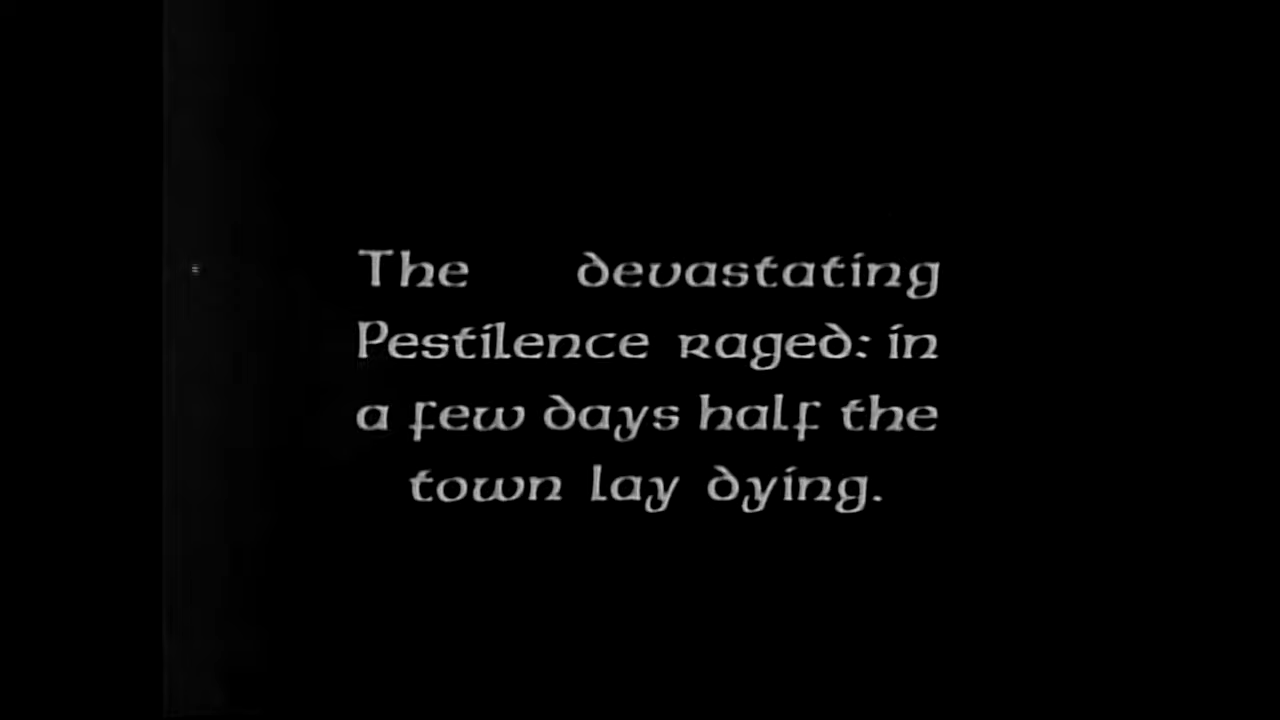 The devastating
Pestilence raged: in
a few days half the
town lay dying.